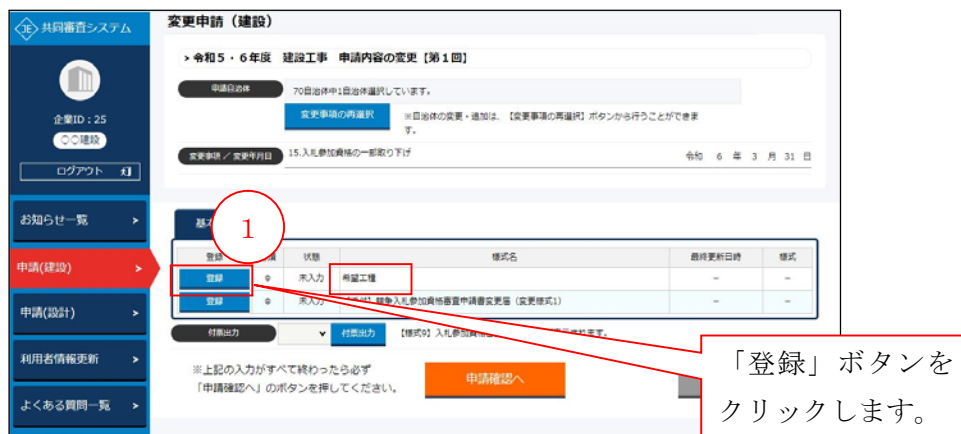 共同審査システム
企業ID：25
○○建設
ログアウト
お知らせ一覧 >
申請(建設) >
申請(設計) >
利用者情報更新 >
よくある質問一覧 >
変更申請（建設）
>令和5・6年度 建設工事 申請内容の変更【第1回】
申請自治体 70自治体中1自治体選択しています。
変更事項の再選択 ※自治体の変更・追加は、【変更事項の再選択】ボタンから行うことができま
す。
変更事項／変更年月日 15.入札参加資格の一部取り下げ 令和 6 年 3 月 31 日
基本
1
登録 状態 様式名 最終更新日時 様式
登録 未入力 希望工種 － －
登録 未入力 競争入札参加資格審査申請書変更届（変更様式1） － －
付票出力 付票出力 【様式9】入札参加資格
※上記の入力がすべて終わったら必ず
「申請確認へ」のボタンを押してください。
申請確認へ
「登録」ボタンを
クリックします。